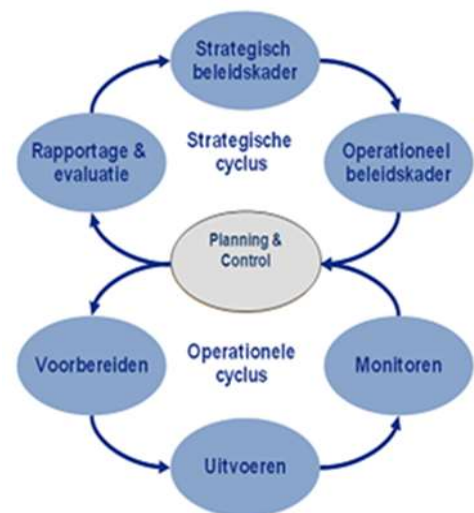 Strategisch
beleidskader
Rapportage &
evaluatie
Strategische
cyclus
Operationeel
beleidskader
Planning &
Control
Voorbereiden
Operationele
cyclus
Monitoren
Uitvoeren